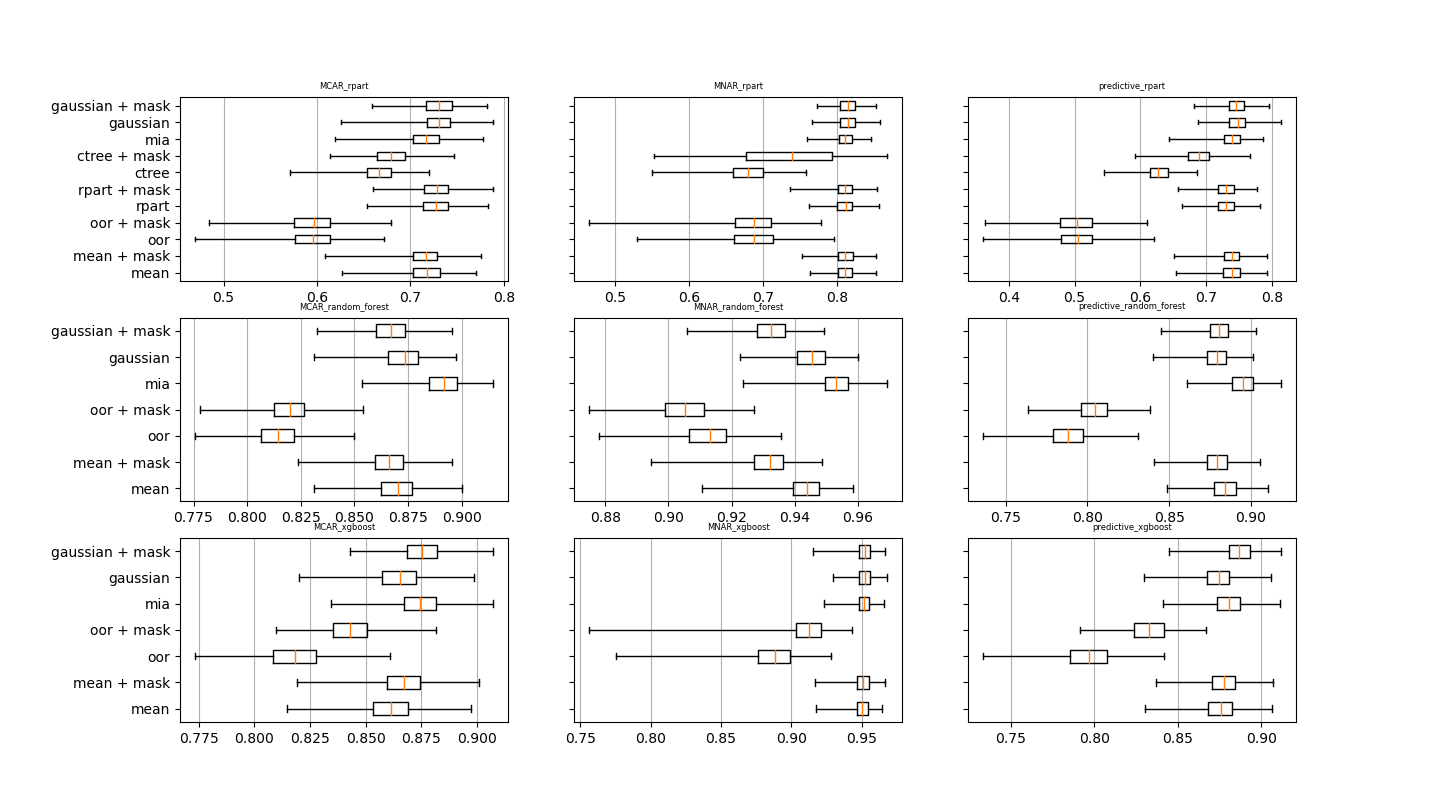 MCAR_rpart MNAR_rpart predictive_rpart
gaussian + mask
gaussian
mia
ctree + mask
ctree
rpart + mask
rpart
oor + mask
oor
mean + mask
mean
0.5 0.6 0.7 0.8 0.5 0.6 0.7 0.8 0.4 0.5 0.6 0.7 0.8
MCAR_random_forest MNAR_random_forest predictive_random_forest
gaussian + mask
gaussian
mia
oor + mask
oor
mean + mask
mean
0.775 0.800 0.825 0.850 0.875 0.900 0.88 0.90 0.92 0.94 0.96 0.75 0.80 0.85 0.90
MCAR_xgboost MNAR_xgboost predictive_xgboost
gaussian + mask
gaussian
mia
oor + mask
oor
mean + mask
mean
0.775 0.800 0.825 0.850 0.875 0.900 0.75 0.80 0.85 0.90 0.95 0.75 0.80 0.85 0.90